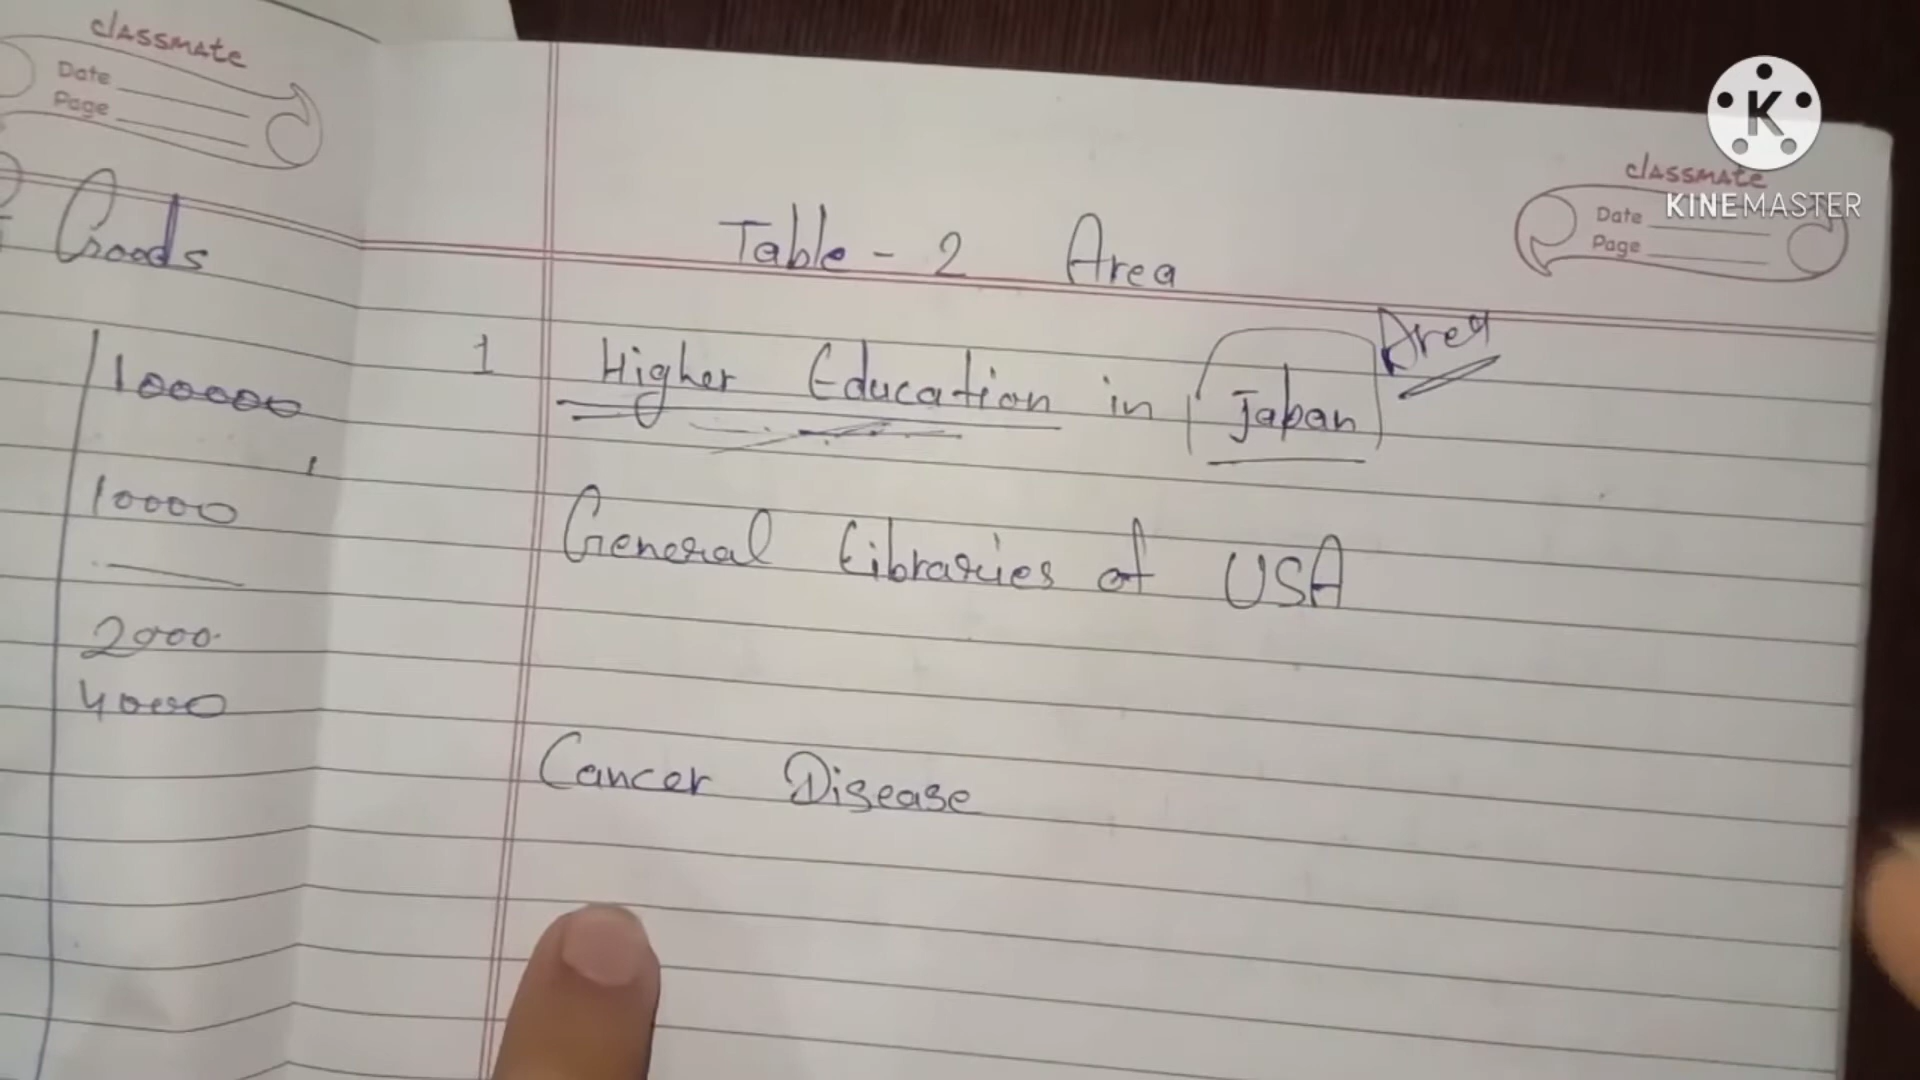 classmate
Date
Page
Goods
100000
10000
2000
40000
KINEMASTER
classmate
Date
Page
Table - 2 Area
1 Higher Education in Japan Area
General Libraries of USA
Cancer Disease